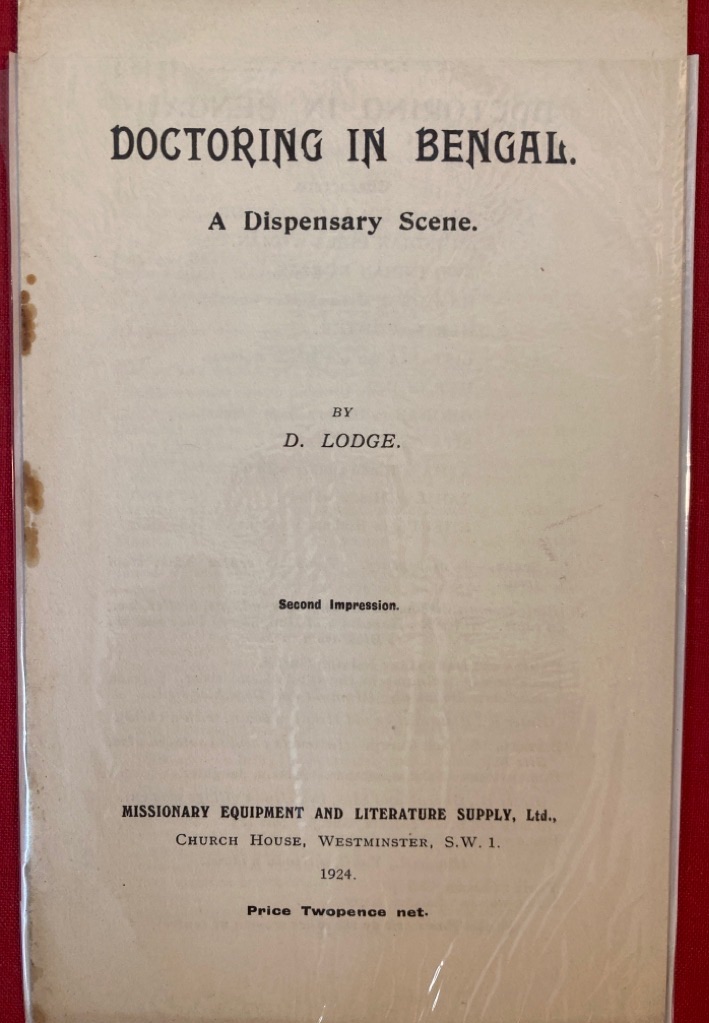 DOCTORING IN BENGAL.
A Dispensary Scene.
BY
D. LODGE.
Second Impression.
MISSIONARY EQUIPMENT AND LITERATURE SUPPLY, Ltd.,
CHURCH HOUSE, WESTMINSTER, S.W. 1.
1924.
Price Twopence net.